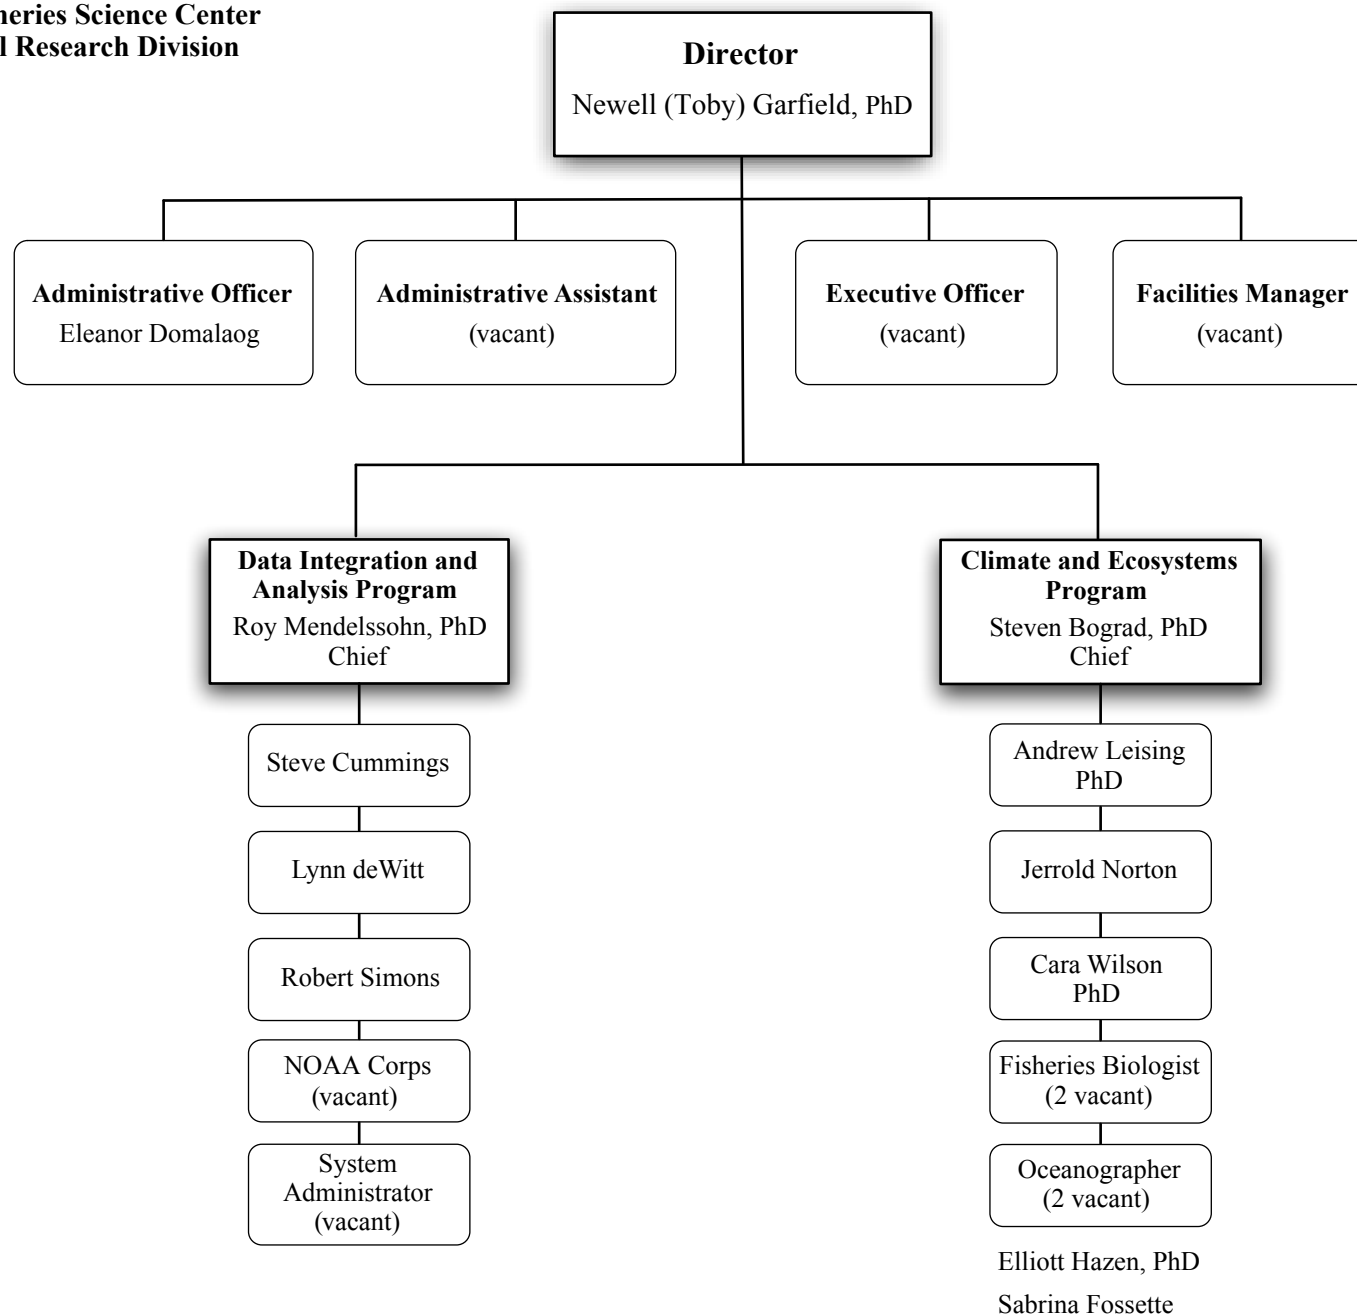 neries Science Center
l Research Division
Director
Newell (Toby) Garfield, PhD
Administrative Officer
Eleanor Domalaog
Administrative Assistant
(vacant)
Executive Officer
(vacant)
Facilities Manager
(vacant)
Data Integration and
Analysis Program
Roy Mendelssohn, PhD
Chief
Climate and Ecosystems
Program
Steven Bograd, PhD
Chief
Steve Cummings
Lynn deWitt
Robert Simons
NOAA Corps
(vacant)
System
Administrator
(vacant)
Andrew Leising
PhD
Jerrold Norton
Cara Wilson
PhD
Fisheries Biologist
(2 vacant)
Oceanographer
(2 vacant)
Elliott Hazen, PhD
Sabrina Fossette